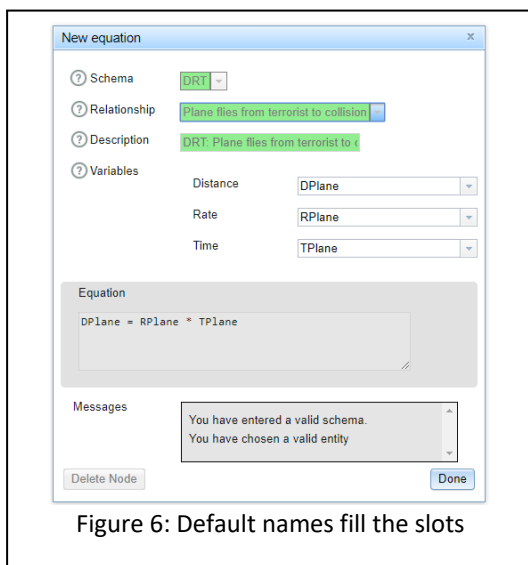 New equation x
? Schema DRT
? Relationship Plane flies from terrorist to collision
? Description DRT: Plane flies from terrorist to c
? Variables
Distance DPlane
Rate RPlane
Time TPlane
Equation
DPlane = RPlane * TPlane
Messages
You have entered a valid schema.
You have chosen a valid entity
Delete Node Done
Figure 6: Default names fill the slots